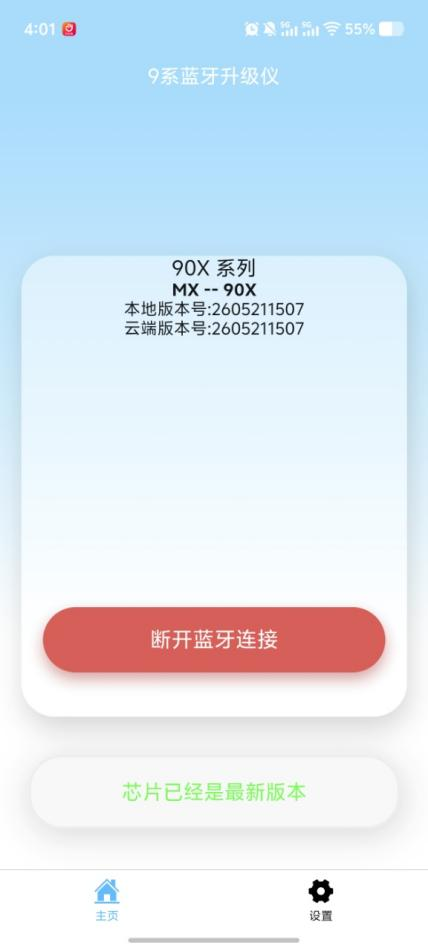 4:01
5G 5G 55%
9系蓝牙升级仪
90X 系列
MX -- 90X
本地版本号:2605211507
云端版本号:2605211507
断开蓝牙连接
芯片已经是最新版本
主页
设置